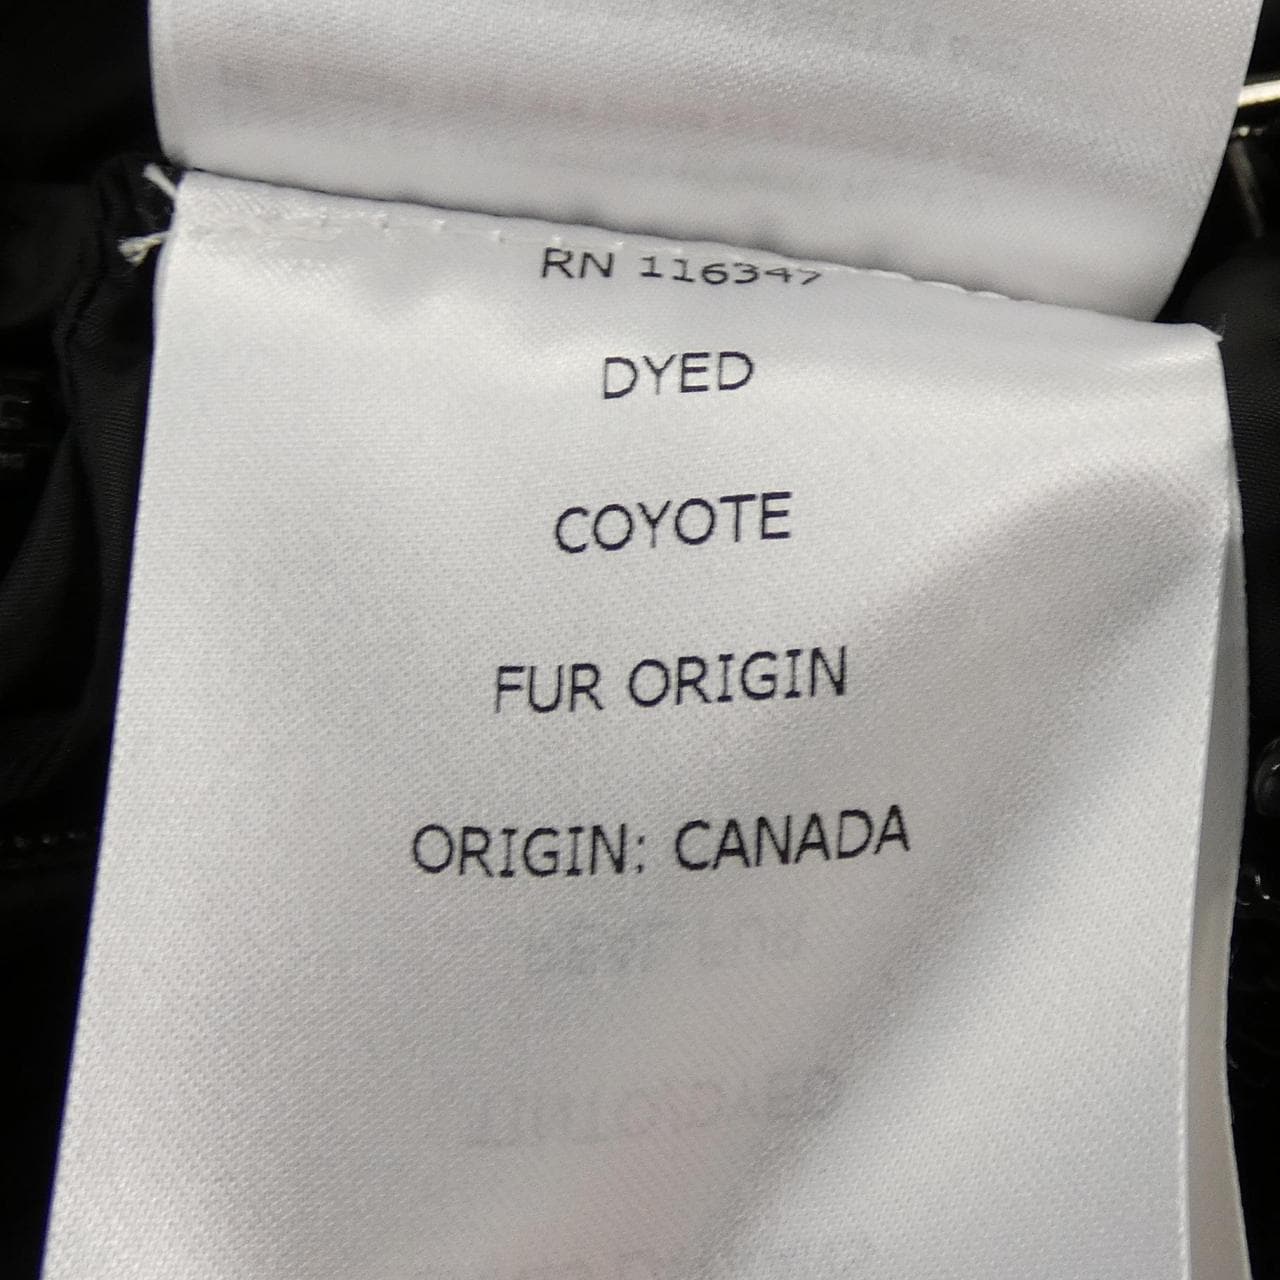 RN 116347
DYED
COYOTE
FUR ORIGIN
ORIGIN: CANADA